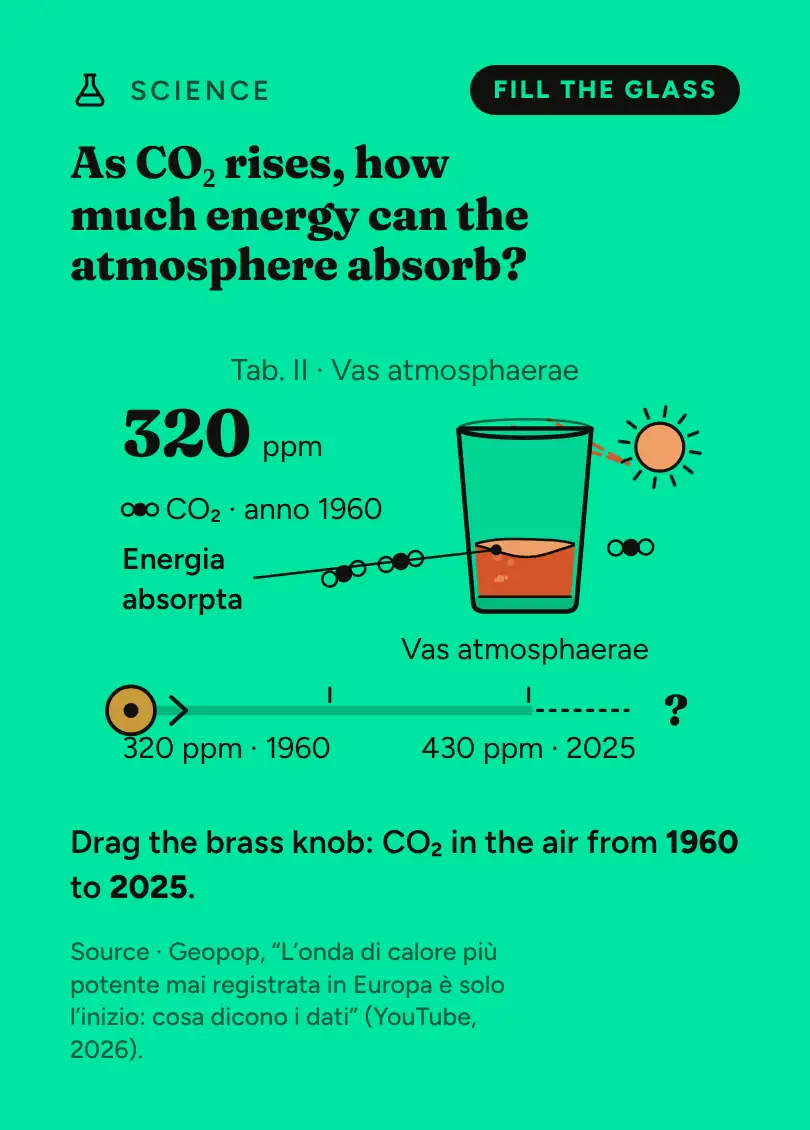 SCIENCE
FILL THE GLASS
As CO₂ rises, how
much energy can the
atmosphere absorb?
Tab. II · Vas atmosphaerae
320 ppm
CO₂ · anno 1960
Energia
absorpta
Vas atmosphaerae
?
320 ppm · 1960
430 ppm · 2025
Drag the brass knob: CO₂ in the air from 1960
to 2025.
Source · Geopop, “L’onda di calore più
potente mai registrata in Europa è solo
l’inizio: cosa dicono i dati” (YouTube,
2026).